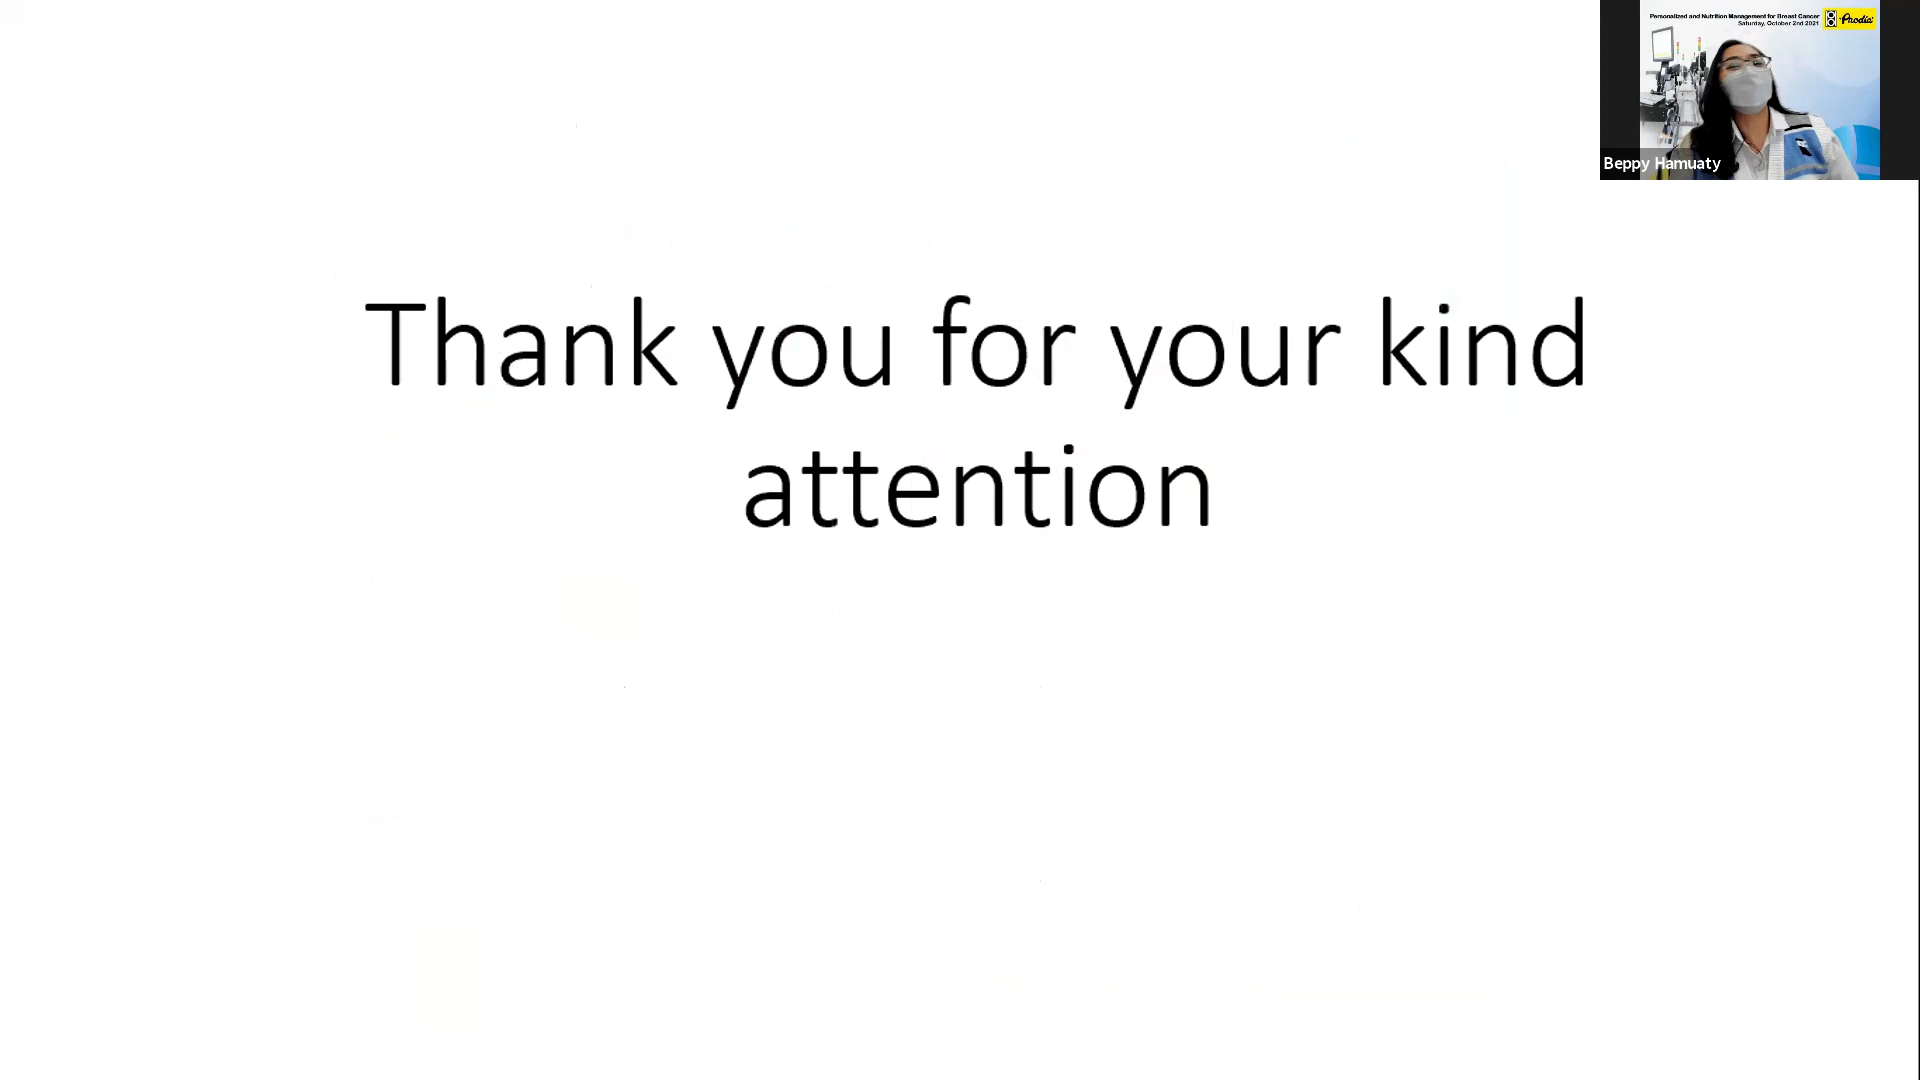 Personalized and Nutrition Management for Breast Cancer
Saturday, October 2nd 2021
Prodia
Beppy Hamuaty
Thank you for your kind
attention